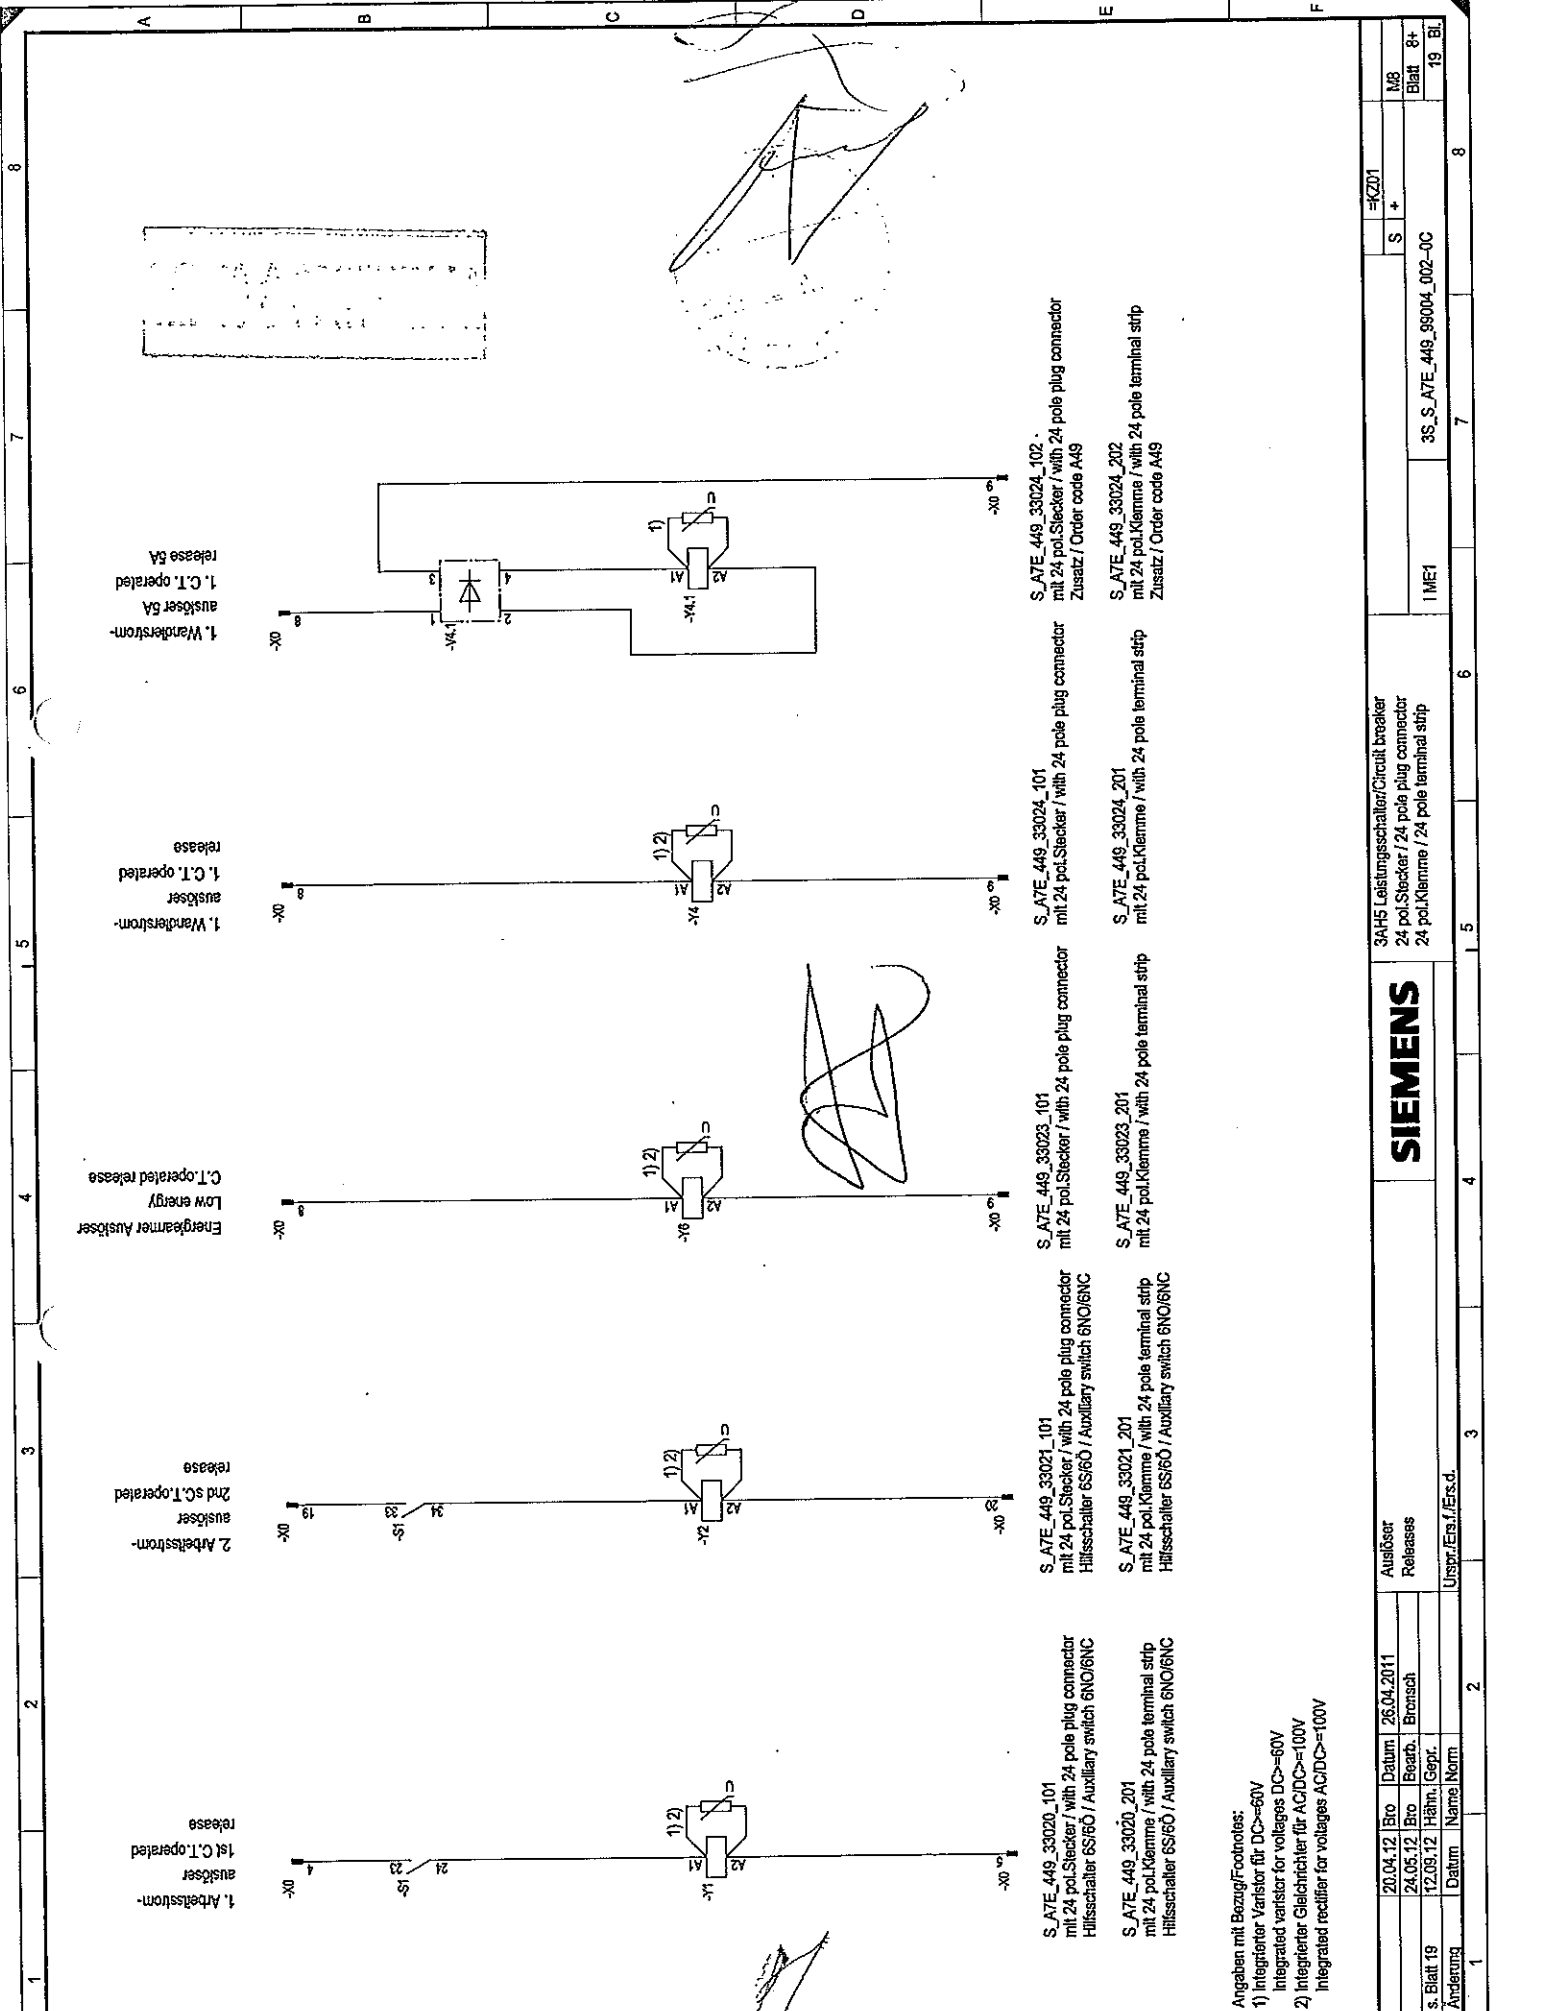 1
2
3
4
5
6
7
8
A
B
C
D
E
F
1. Arbeitsstrom-
auslöser
1st C.T.operated
release
-X0
4
-S1
23
24
1) 2)
A1
-Y1
A2
U
5
-X0
S_A7E_449_33020_101
mit 24 pol.Stecker / with 24 pole plug connector
Hilfsschalter 6S/6Ö / Auxiliary switch 6NO/6NC
S_A7E_449_33020_201
mit 24 pol.Klemme / with 24 pole terminal strip
Hilfsschalter 6S/6Ö / Auxiliary switch 6NO/6NC
2. Arbeitsstrom-
auslöser
2nd sC.T.operated
release
-X0
19
-S1
33
34
1) 2)
A1
-Y2
A2
U
20
-X0
S_A7E_449_33021_101
mit 24 pol.Stecker / with 24 pole plug connector
Hilfsschalter 6S/6Ö / Auxiliary switch 6NO/6NC
S_A7E_449_33021_201
mit 24 pol.Klemme / with 24 pole terminal strip
Hilfsschalter 6S/6Ö / Auxiliary switch 6NO/6NC
Energiearmer Auslöser
Low energy
C.T.operated release
-X0
8
1) 2)
A1
-Y6
A2
U
9
-X0
S_A7E_449_33023_101
mit 24 pol.Stecker / with 24 pole plug connector
S_A7E_449_33023_201
mit 24 pol.Klemme / with 24 pole terminal strip
1. Wandlerstrom-
auslöser
1. C.T. operated
release
-X0
8
1) 2)
A1
-Y4
A2
U
9
-X0
S_A7E_449_33024_101
mit 24 pol.Stecker / with 24 pole plug connector
S_A7E_449_33024_201
mit 24 pol.Klemme / with 24 pole terminal strip
1. Wandlerstrom-
auslöser 5A
1. C.T. operated
release 5A
-X0
8
-V4.1
1
3
2
4
1)
A1
-Y4.1
A2
U
9
-X0
S_A7E_449_33024_102
mit 24 pol.Stecker / with 24 pole plug connector
Zusatz / Order code A49
S_A7E_449_33024_202
mit 24 pol.Klemme / with 24 pole terminal strip
Zusatz / Order code A49
Angaben mit Bezug/Footnotes:
1) Integrierter Varistor für DC>=60V
Integrated varistor for voltages DC>=60V
2) Integrierter Gleichrichter für AC/DC>=100V
Integrated rectifier for voltages AC/DC>=100V
20.04.12 Bro Datum 26.04.2011
24.05.12 Bro Bearb. Bronsch
s. Blatt 19 12.09.12 Hähn. Gepr.
Änderung Datum Name Norm
Auslöser
Releases
Urspr./Ers.f./Ers.d.
SIEMENS
3AH5 Leistungsschalter/Circuit breaker
24 pol.Stecker / 24 pole plug connector
24 pol.Klemme / 24 pole terminal strip
I ME1
3S_S_A7E_449_99004_002-0C
=KZ01
S +
M8
Blatt 8+
19 Bl.
1
2
3
4
5
6
7
8